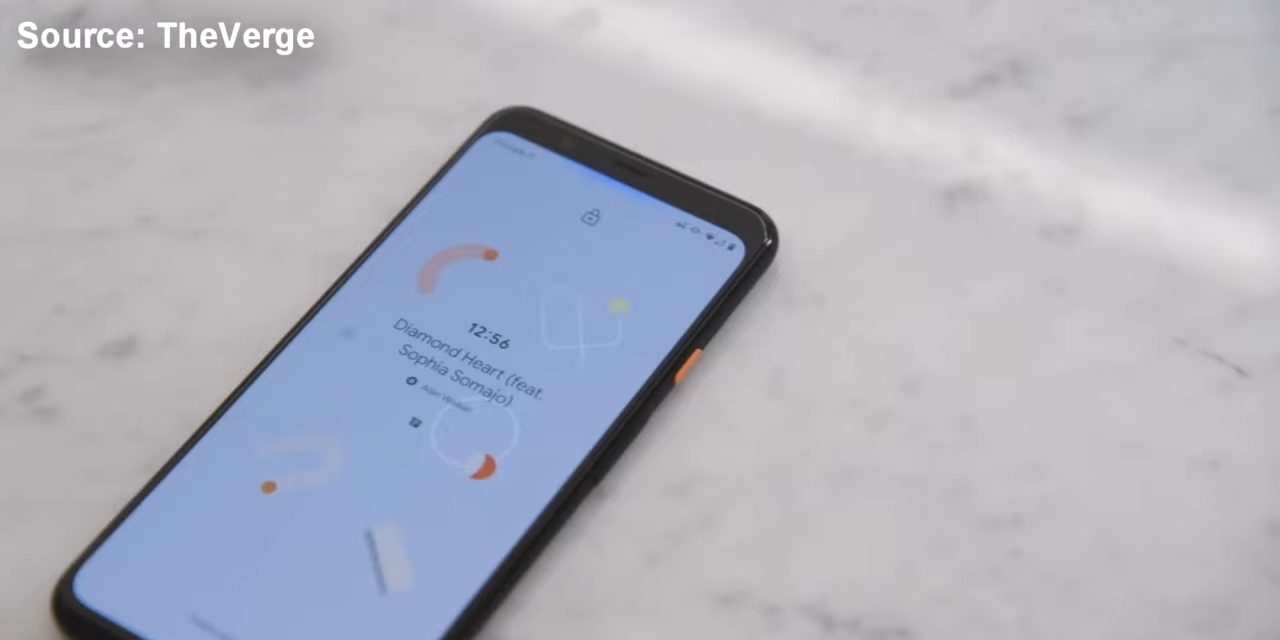 Source: TheVerge
12:56
Diamond Heart (feat.
Sophia Somajo)
Alan Walker